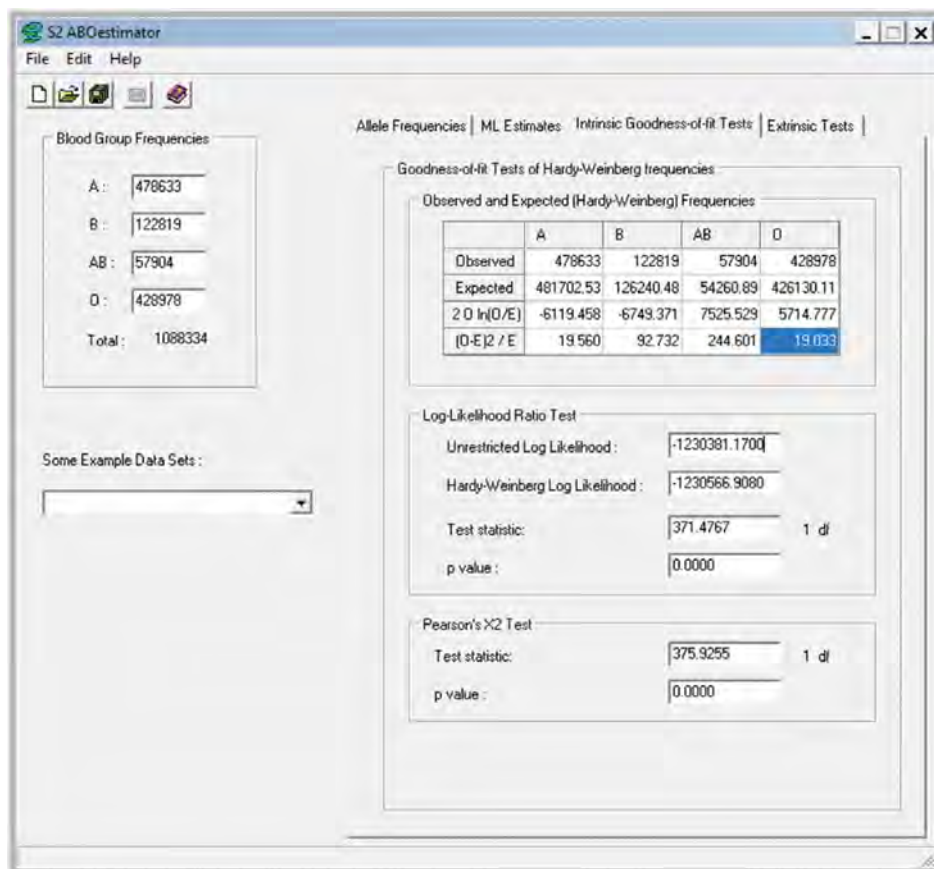 S2 ABOestimator
File Edit Help
Blood Group Frequencies
A : 478633
B : 122819
AB : 57904
O : 428978
Total : 1088334
Some Example Data Sets :
Allele Frequencies | ML Estimates Intrinsic Goodness-of-fit Tests | Extrinsic Tests |
Goodness-of-fit Tests of Hardy-Weinberg frequencies
Observed and Expected (Hardy-Weinberg) Frequencies
A B AB O
Observed 478633 122819 57904 428978
Expected 481702.53 126240.48 54260.89 426130.11
2 O ln(O/E) -6119.458 -6749.371 7525.529 5714.777
(O-E)2 / E 19.560 92.732 244.601 19.033
Log-Likelihood Ratio Test
Unrestricted Log Likelihood : -1230381.1700
Hardy-Weinberg Log Likelihood : -1230566.9080
Test statistic: 371.4767 1 df
p value : 0.0000
Pearson's X2 Test
Test statistic: 375.9255 1 df
p value : 0.0000